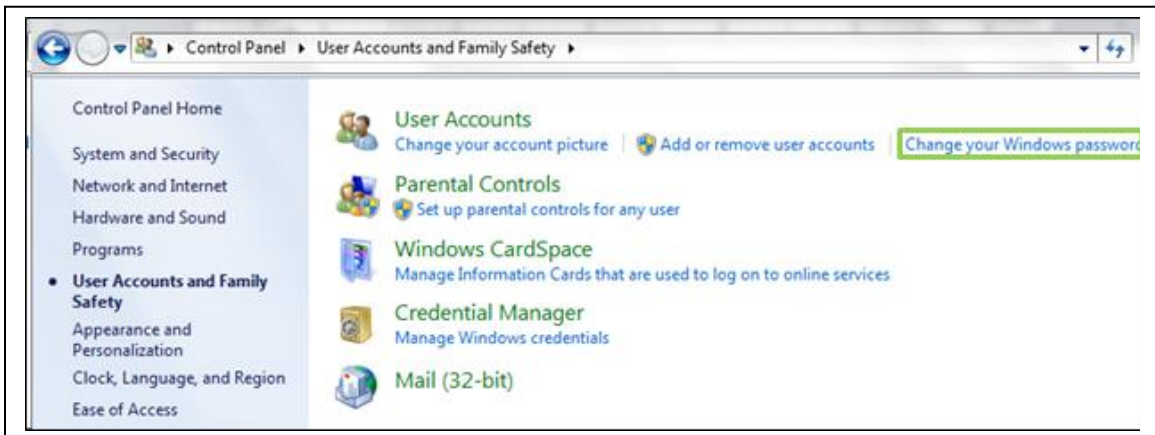 Control Panel User Accounts and Family Safety
Control Panel Home
System and Security
Network and Internet
Hardware and Sound
Programs
User Accounts and Family
Safety
Appearance and
Personalization
Clock, Language, and Region
Ease of Access
User Accounts
Change your account picture Add or remove user accounts Change your Windows password
Parental Controls
Set up parental controls for any user
Windows CardSpace
Manage Information Cards that are used to log on to online services
Credential Manager
Manage Windows credentials
Mail (32-bit)